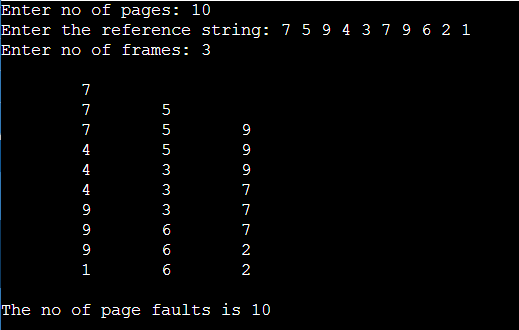 Enter no of pages: 10
Enter the reference string: 7 5 9 4 3 7 9 6 2 1
Enter no of frames: 3
7
7 5
7 5 9
4 5 9
4 3 9
4 3 7
9 3 7
9 6 7
9 6 2
1 6 2
The no of page faults is 10